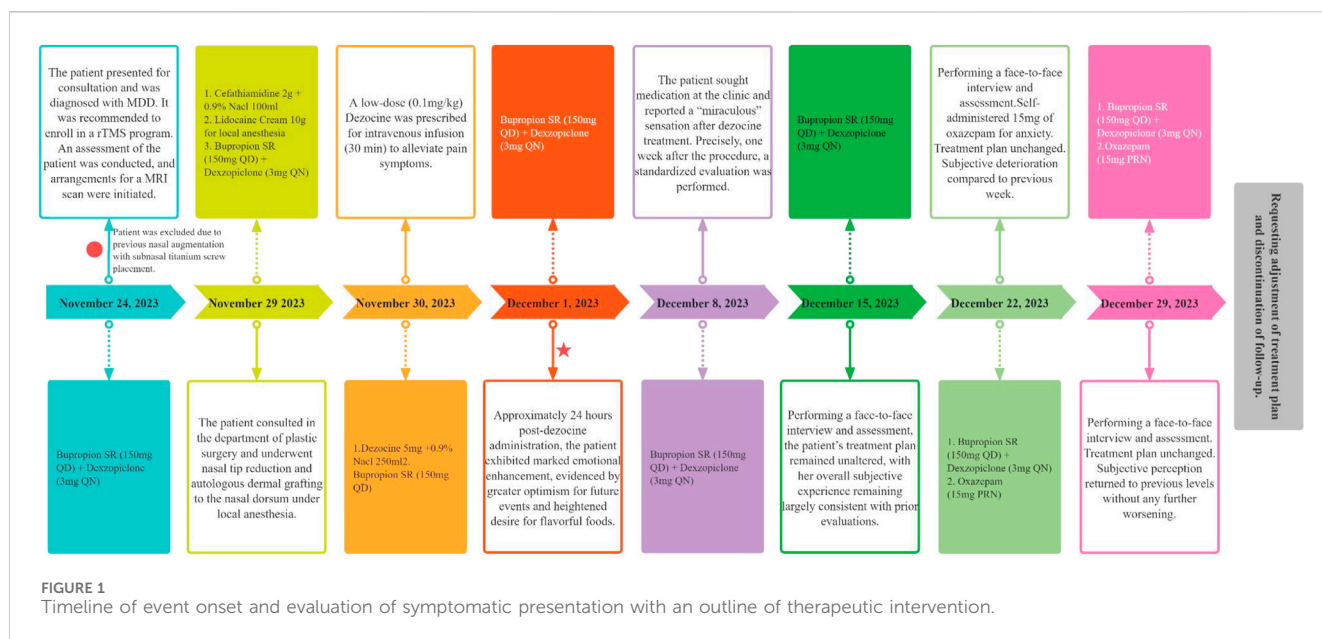 The patient presented for
consultation and was
diagnosed with MDD. It
was recommended to
enroll in a rTMS program.
An assessment of the
patient was conducted, and
arrangements for a MRI
scan were initiated.
1. Cefathiamidine 2g +
0.9% Nacl 100ml
2. Lidocaine Cream 10g
for local anesthesia
3. Bupropion SR
(150mg QD) +
Dexzopiclone (3mg QN)
A low-dose (0.1mg/kg)
Dezocine was prescribed
for intravenous infusion
(30 min) to alleviate pain
symptoms.
Bupropion SR (150mg
QD) + Dexzopiclone
(3mg QN)
The patient sought
medication at the clinic and
reported a “miraculous”
sensation after dezocine
treatment. Precisely, one
week after the procedure, a
standardized evaluation was
performed.
Bupropion SR (150mg
QD) + Dexzopiclone
(3mg QN)
Performing a face-to-face
interview and
assessment.Self-
administered 15mg of
oxazepam for anxiety.
Treatment plan unchanged.
Subjective deterioration
compared to previous
week.
1. Bupropion SR
(150mg QD) +
Dexzopiclone (3mg QN)
2.Oxazepam
(15mg PRN)
Patient was excluded due to
previous nasal augmentation
with subnasal titanium screw
placement.
November 24, 2023
November 29 2023
November 30, 2023
December 1, 2023
December 8, 2023
December 15, 2023
December 22, 2023
December 29, 2023
Requesting adjustment of treatment plan
and discontinuation of follow-up.
Bupropion SR (150mg
QD) + Dexzopiclone
(3mg QN)
The patient consulted in
the department of plastic
surgery and underwent
nasal tip reduction and
autologous dermal grafting
to the nasal dorsum under
local anesthesia.
1.Dezocine 5mg +0.9%
Nacl 250ml2.
Bupropion SR (150mg
QD)
Approximately 24 hours
post-dezocine
administration, the patient
exhibited marked emotional
enhancement, evidenced by
greater optimism for future
events and heightened
desire for flavorful foods.
Bupropion SR (150mg
QD) + Dexzopiclone
(3mg QN)
Performing a face-to-face
interview and assessment,
the patient’s treatment plan
remained unaltered, with
her overall subjective
experience remaining
largely consistent with prior
evaluations.
1. Bupropion SR
(150mg QD) +
Dexzopiclone (3mg QN)
2. Oxazepam
(15mg PRN)
Performing a face-to-face
interview and assessment.
Treatment plan unchanged.
Subjective perception
returned to previous levels
without any further
worsening.
FIGURE 1
Timeline of event onset and evaluation of symptomatic presentation with an outline of therapeutic intervention.